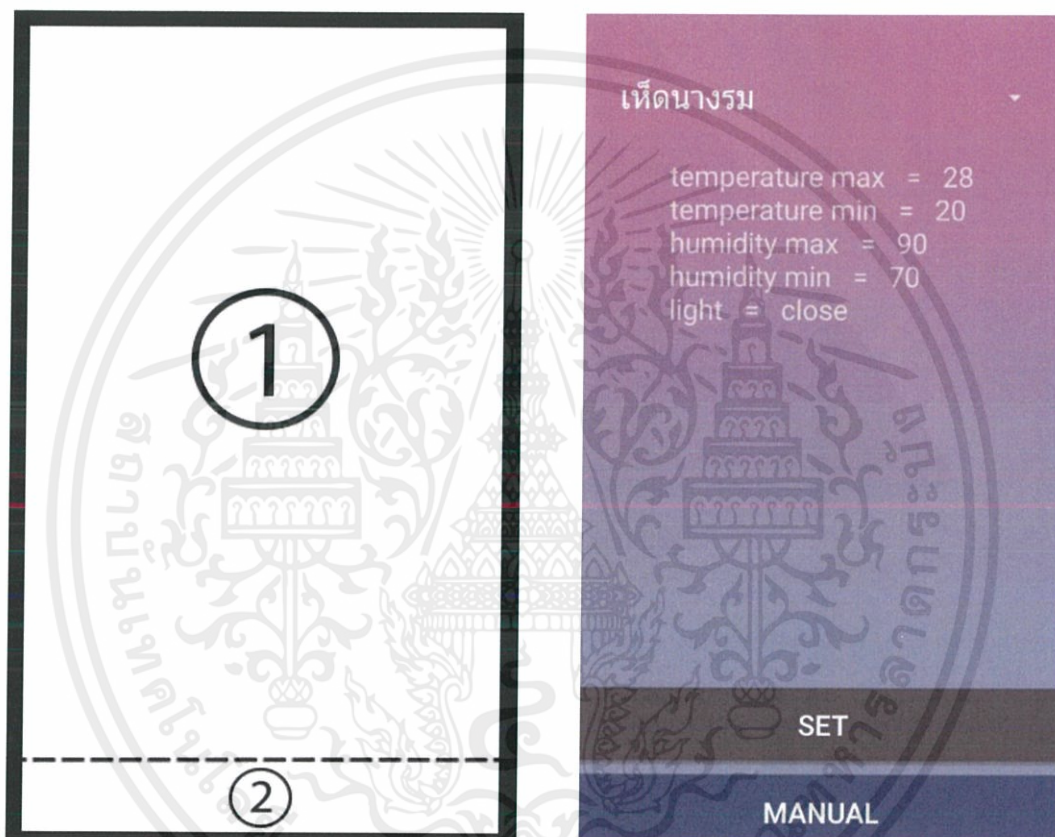 ①
②
เห็ดนางรม
temperature max = 28
temperature min = 20
humidity max = 90
humidity min = 70
light = close
SET
MANUAL